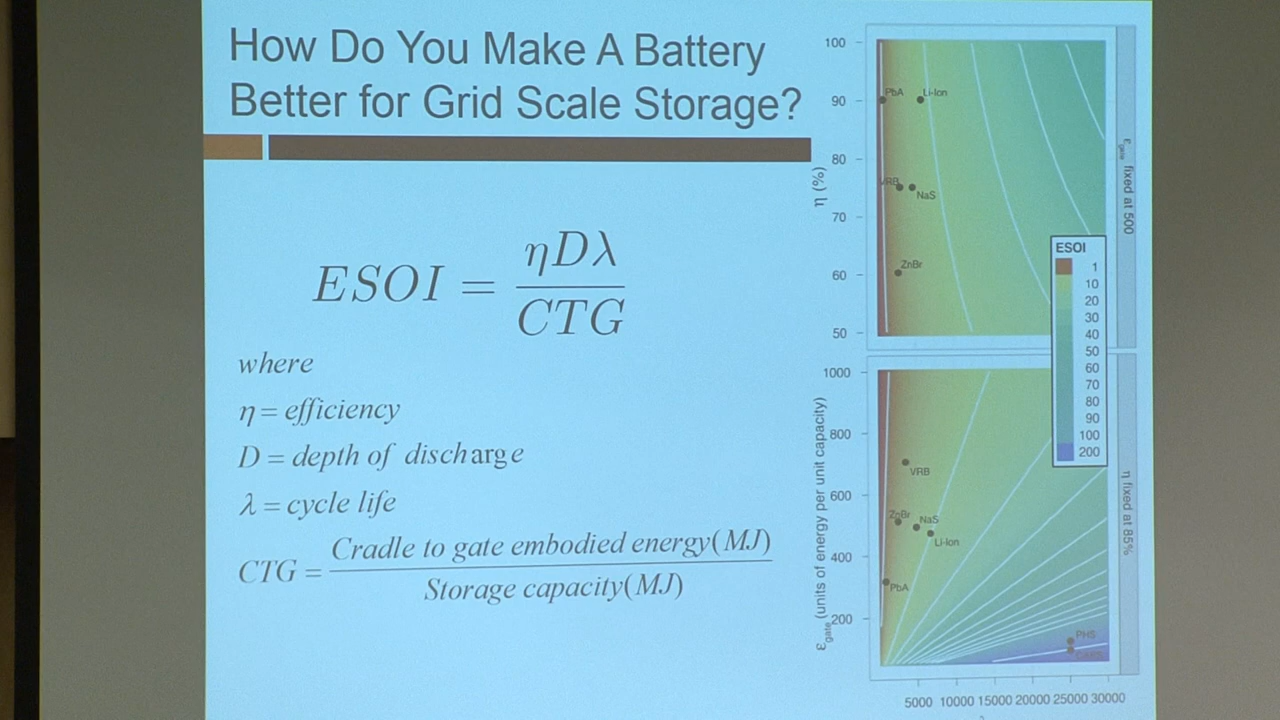 How Do You Make A Battery
Better for Grid Scale Storage?
ESOI = ηDλ / CTG
where
η = efficiency
D = depth of discharge
λ = cycle life
CTG = Cradle to gate embodied energy(MJ) / Storage capacity(MJ)
η (%)
100
90
80
70
60
50
PbA
Li-Ion
VRB
NaS
ZnBr
εgate fixed at 500
ESOI
1
10
20
30
40
50
60
70
80
90
100
200
εgate (units of energy per unit capacity)
1000
800
600
400
200
VRB
ZnBr
NaS
Li-Ion
PbA
PHS
η fixed at 85%
5000 10000 15000 20000 25000 30000